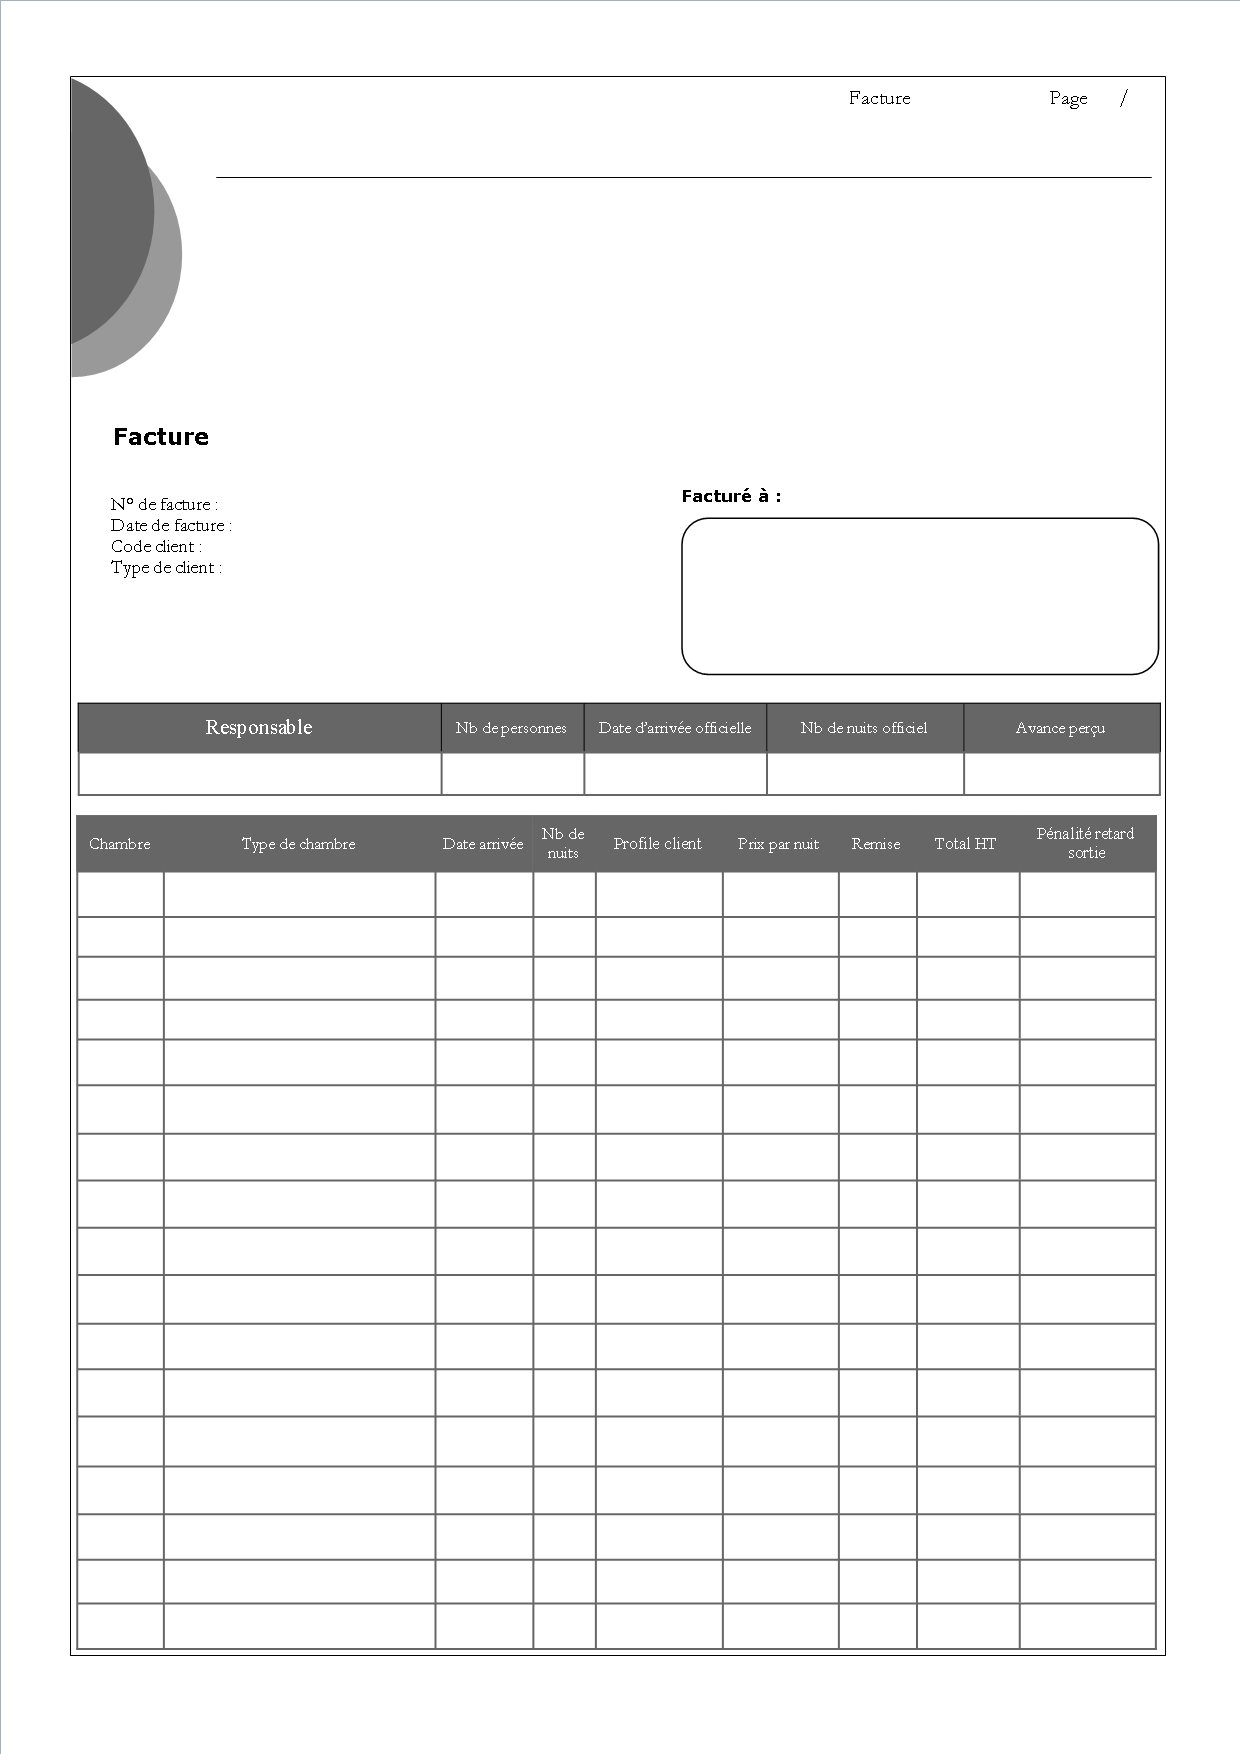 Facture Page /
Facture
Facturé à :
N° de facture :
Date de facture :
Code client :
Type de client :
Responsable Nb de personnes Date d'arrivée officielle Nb de nuits officiel Avance perçu
Chambre Type de chambre Date arrivée Nb de nuits Profile client Prix par nuit Remise Total HT Pénalité retard sortie